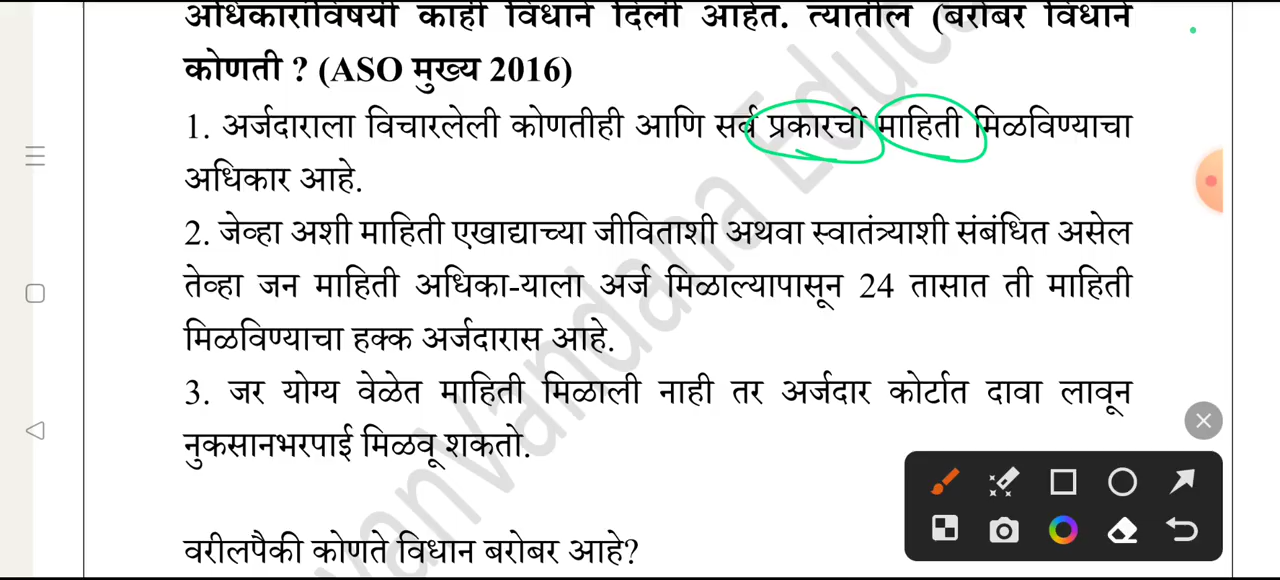 अधिकारांविषयी काही विधाने दिली आहेत. त्यातील (बरोबर विधाने
कोणती ? (ASO मुख्य 2016)
1. अर्जदाराला विचारलेली कोणतीही आणि सर्व प्रकारची माहिती मिळविण्याचा
अधिकार आहे.
2. जेव्हा अशी माहिती एखाद्याच्या जीविताशी अथवा स्वातंत्र्याशी संबंधित असेल
तेव्हा जन माहिती अधिका-याला अर्ज मिळाल्यापासून 24 तासात ती माहिती
मिळविण्याचा हक्क अर्जदारास आहे.
3. जर योग्य वेळेत माहिती मिळाली नाही तर अर्जदार कोर्टात दावा लावून
नुकसानभरपाई मिळवू शकतो.
वरीलपैकी कोणते विधान बरोबर आहे?